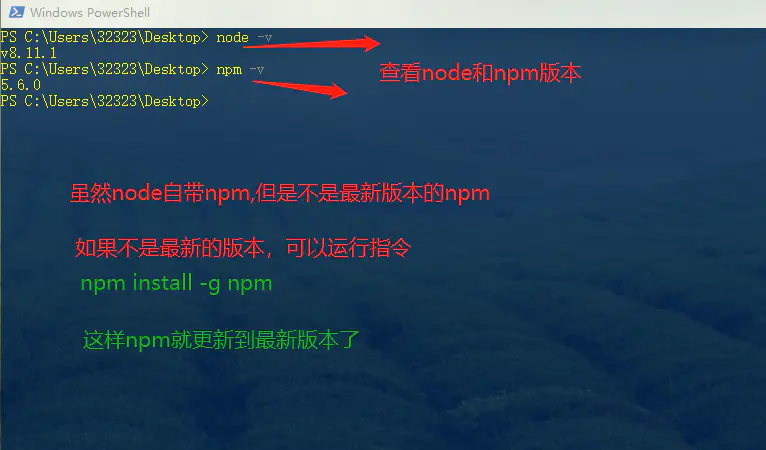 Windows PowerShell
PS C:\Users\32323\Desktop> node -v
v8.11.1
PS C:\Users\32323\Desktop> npm -v
5.6.0
PS C:\Users\32323\Desktop>
查看node和npm版本
虽然node自带npm,但是不是最新版本的npm
如果不是最新的版本，可以运行指令
npm install -g npm
这样npm就更新到最新版本了